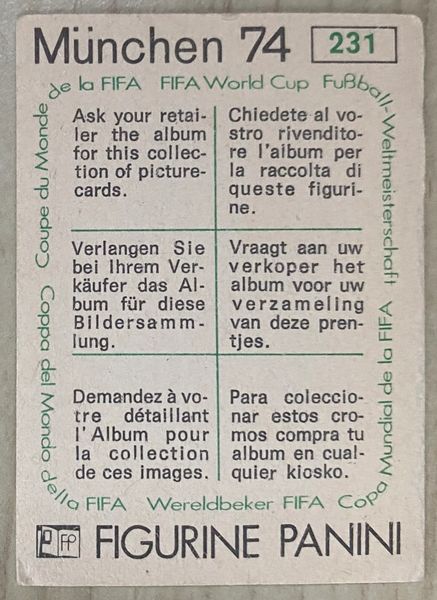 München 74
231
Coupe du Monde de la FIFA
FIFA World Cup
Fußball-Weltmeisterschaft
Ask your retai-
ler the album
for this collec-
tion of picture-
cards.
Chiedete al vo-
stro rivendito-
re l'album per
la raccolta di
queste figuri-
ne.
Verlangen Sie
bei Ihrem Ver-
käufer das Al-
bum für diese
Bildersamm-
lung.
Vraagt aan uw
verkoper het
album voor uw
verzameling
van deze pren-
tjes.
Demandez à vo-
tre détaillant
l'Album pour
la collection
de ces images.
Para coleccio-
nar estos cro-
mos compra tu
album en cual-
quier kiosko.
Coppa del Mondo della FIFA
Wereldbeker FIFA
Copa Mundial de la FIFA
FP
FIGURINE PANINI